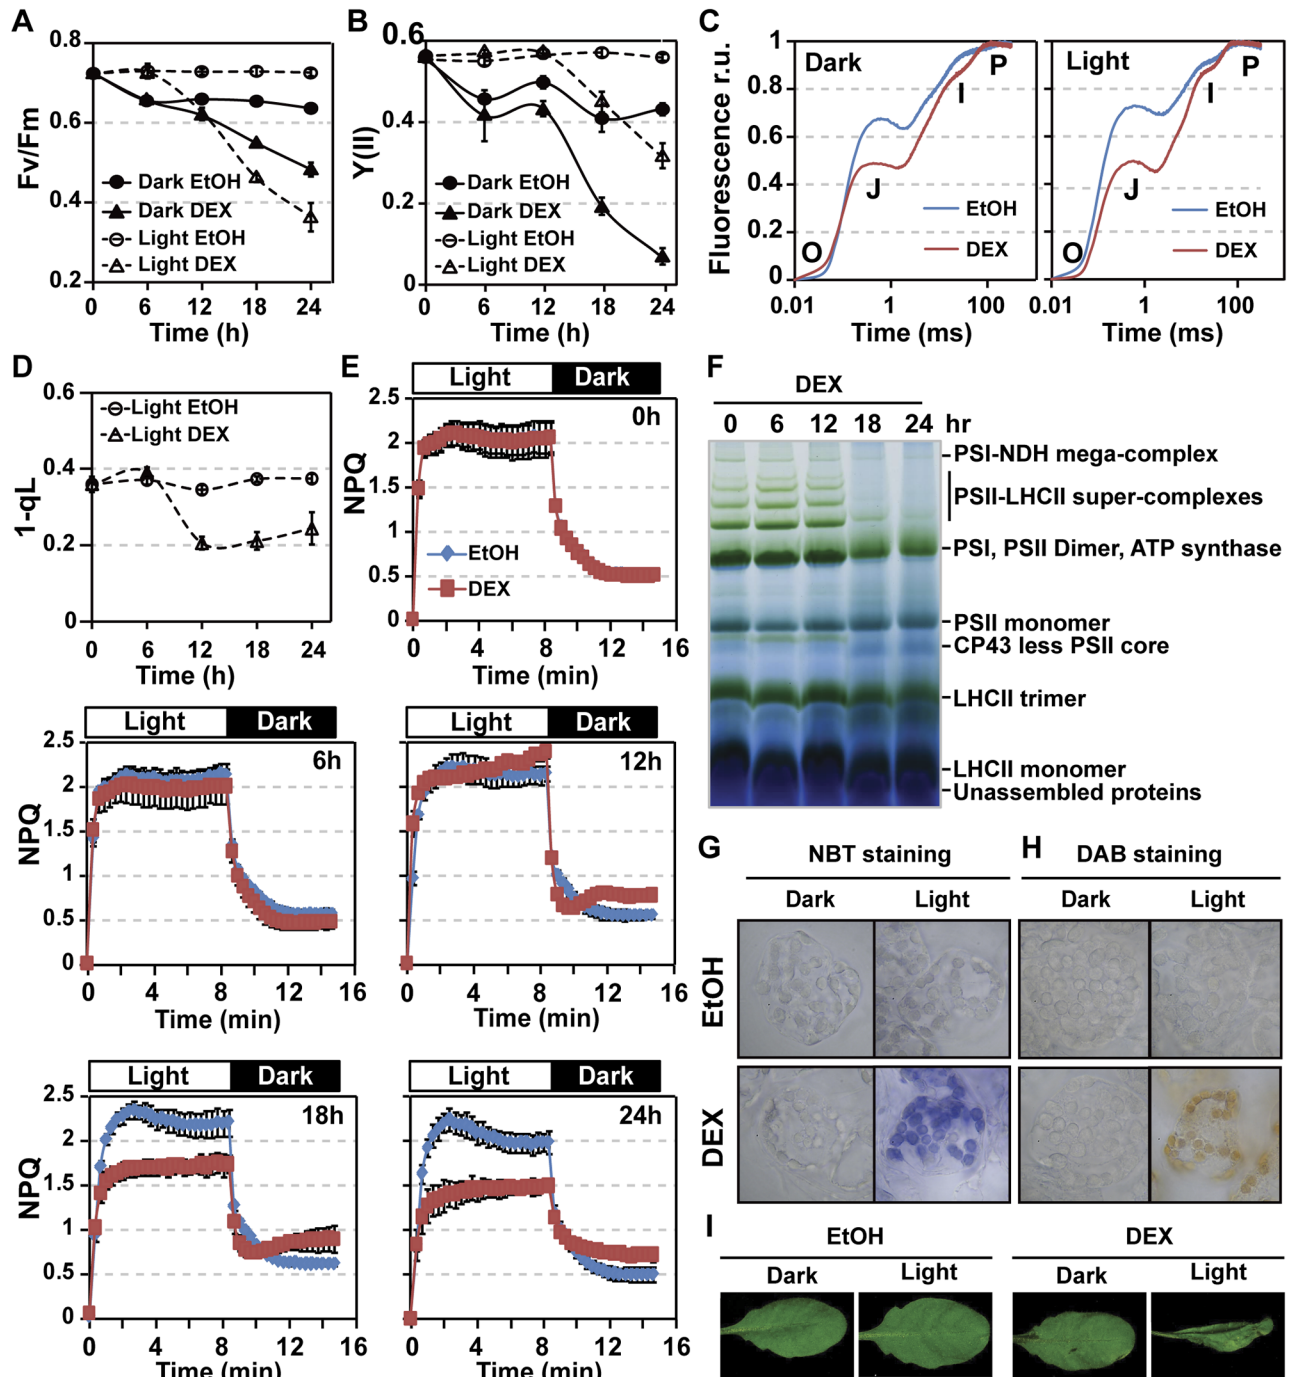 A
0.8
0.6
0.4
0.2
Fv/Fm
Dark EtOH
Dark DEX
Light EtOH
Light DEX
0 6 12 18 24
Time (h)
B
0.6
0.4
0.2
0
Y(II)
Dark EtOH
Dark DEX
Light EtOH
Light DEX
0 6 12 18 24
Time (h)
C
1
0.8
0.6
0.4
0.2
0
Fluorescence r.u.
Dark
O
J
I
P
EtOH
DEX
0.01 1 100
Time (ms)
Light
O
J
I
P
EtOH
DEX
0.01 1 100
Time (ms)
D
0.6
0.4
0.2
0
1-qL
Light EtOH
Light DEX
0 6 12 18 24
Time (h)
E
Light Dark
2.5
2
1.5
1
0.5
0
NPQ
0h
EtOH
DEX
0 4 8 12 16
Time (min)
Light Dark
2.5
2
1.5
1
0.5
0
NPQ
6h
0 4 8 12 16
Time (min)
Light Dark
12h
0 4 8 12 16
Time (min)
Light Dark
2.5
2
1.5
1
0.5
0
NPQ
18h
0 4 8 12 16
Time (min)
Light Dark
24h
0 4 8 12 16
Time (min)
F
DEX
0 6 12 18 24 hr
PSI-NDH mega-complex
PSII-LHCII super-complexes
PSI, PSII Dimer, ATP synthase
PSII monomer
CP43 less PSII core
LHCII trimer
LHCII monomer
Unassembled proteins
G
NBT staining
Dark Light
H
DAB staining
Dark Light
EtOH
DEX
I
EtOH DEX
Dark Light Dark Light